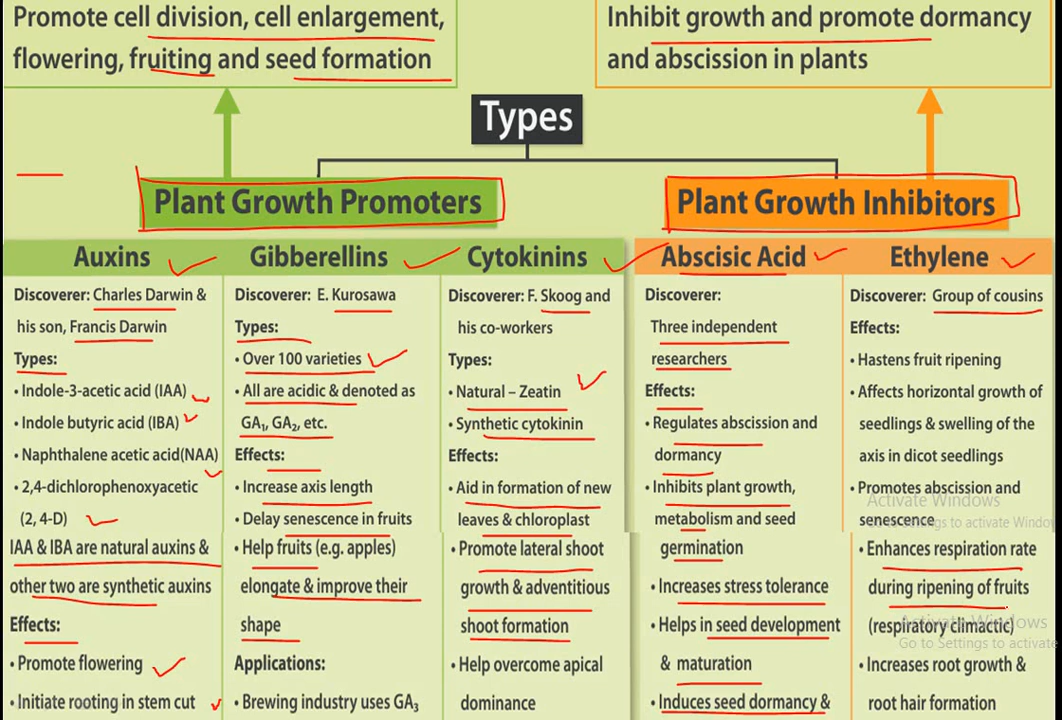 Promote cell division, cell enlargement,
flowering, fruiting and seed formation
Inhibit growth and promote dormancy
and abscission in plants
Types
Plant Growth Promoters
Plant Growth Inhibitors
Auxins
Discoverer: Charles Darwin &
his son, Francis Darwin
Types:
• Indole-3-acetic acid (IAA)
• Indole butyric acid (IBA)
• Naphthalene acetic acid(NAA)
• 2,4-dichlorophenoxyacetic
(2, 4-D)
IAA & IBA are natural auxins &
other two are synthetic auxins
Effects:
• Promote flowering
• Initiate rooting in stem cut
Gibberellins
Discoverer: E. Kurosawa
Types:
• Over 100 varieties
• All are acidic & denoted as
GA₁, GA₂, etc.
Effects:
• Increase axis length
• Delay senescence in fruits
• Help fruits (e.g. apples)
elongate & improve their
shape
Applications:
• Brewing industry uses GA₃
Cytokinins
Discoverer: F. Skoog and
his co-workers
Types:
• Natural – Zeatin
• Synthetic cytokinin
Effects:
• Aid in formation of new
leaves & chloroplast
• Promote lateral shoot
growth & adventitious
shoot formation
• Help overcome apical
dominance
Abscisic Acid
Discoverer:
Three independent
researchers
Effects:
• Regulates abscission and
dormancy
• Inhibits plant growth,
metabolism and seed
germination
• Increases stress tolerance
• Helps in seed development
& maturation
• Induces seed dormancy &
Ethylene
Discoverer: Group of cousins
Effects:
• Hastens fruit ripening
• Affects horizontal growth of
seedlings & swelling of the
axis in dicot seedlings
• Promotes abscission and
senescence
• Enhances respiration rate
during ripening of fruits
(respiratory climactic)
• Increases root growth &
root hair formation
Activate Windows
Go to Settings to activate Windo
Activate Windows
Go to Settings to activate